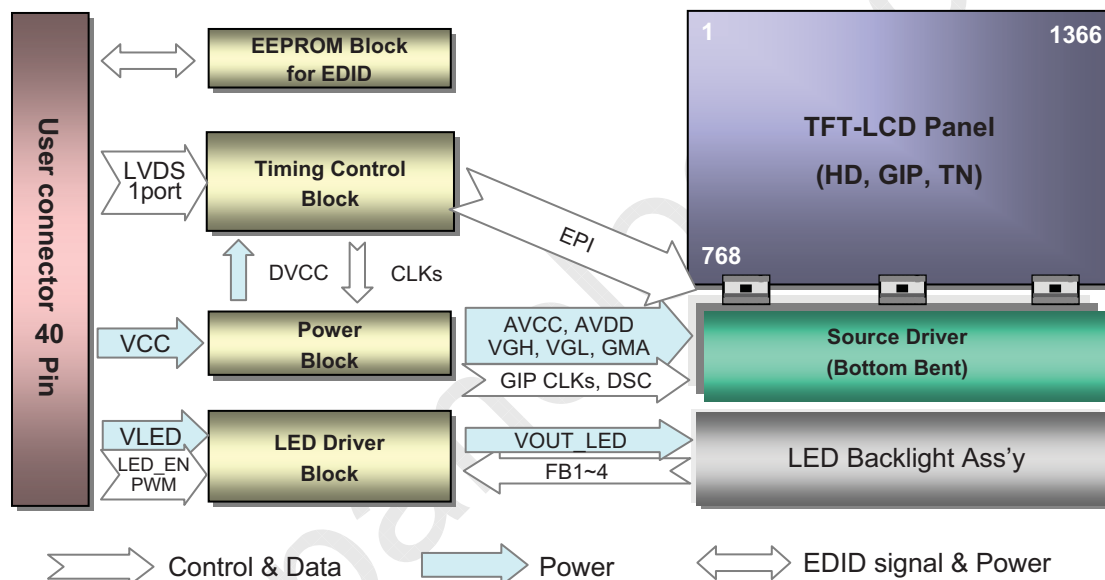 User connector 40 Pin
EEPROM Block
for EDID
LVDS
1port
Timing Control
Block
EPI
DVCC
CLKs
VCC
Power
Block
AVCC, AVDD
VGH, VGL, GMA
GIP CLKs, DSC
VLED
LED_EN
PWM
LED Driver
Block
VOUT_LED
FB1~4
1
1366
TFT-LCD Panel
(HD, GIP, TN)
768
Source Driver
(Bottom Bent)
LED Backlight Ass'y
Control & Data
Power
EDID signal & Power